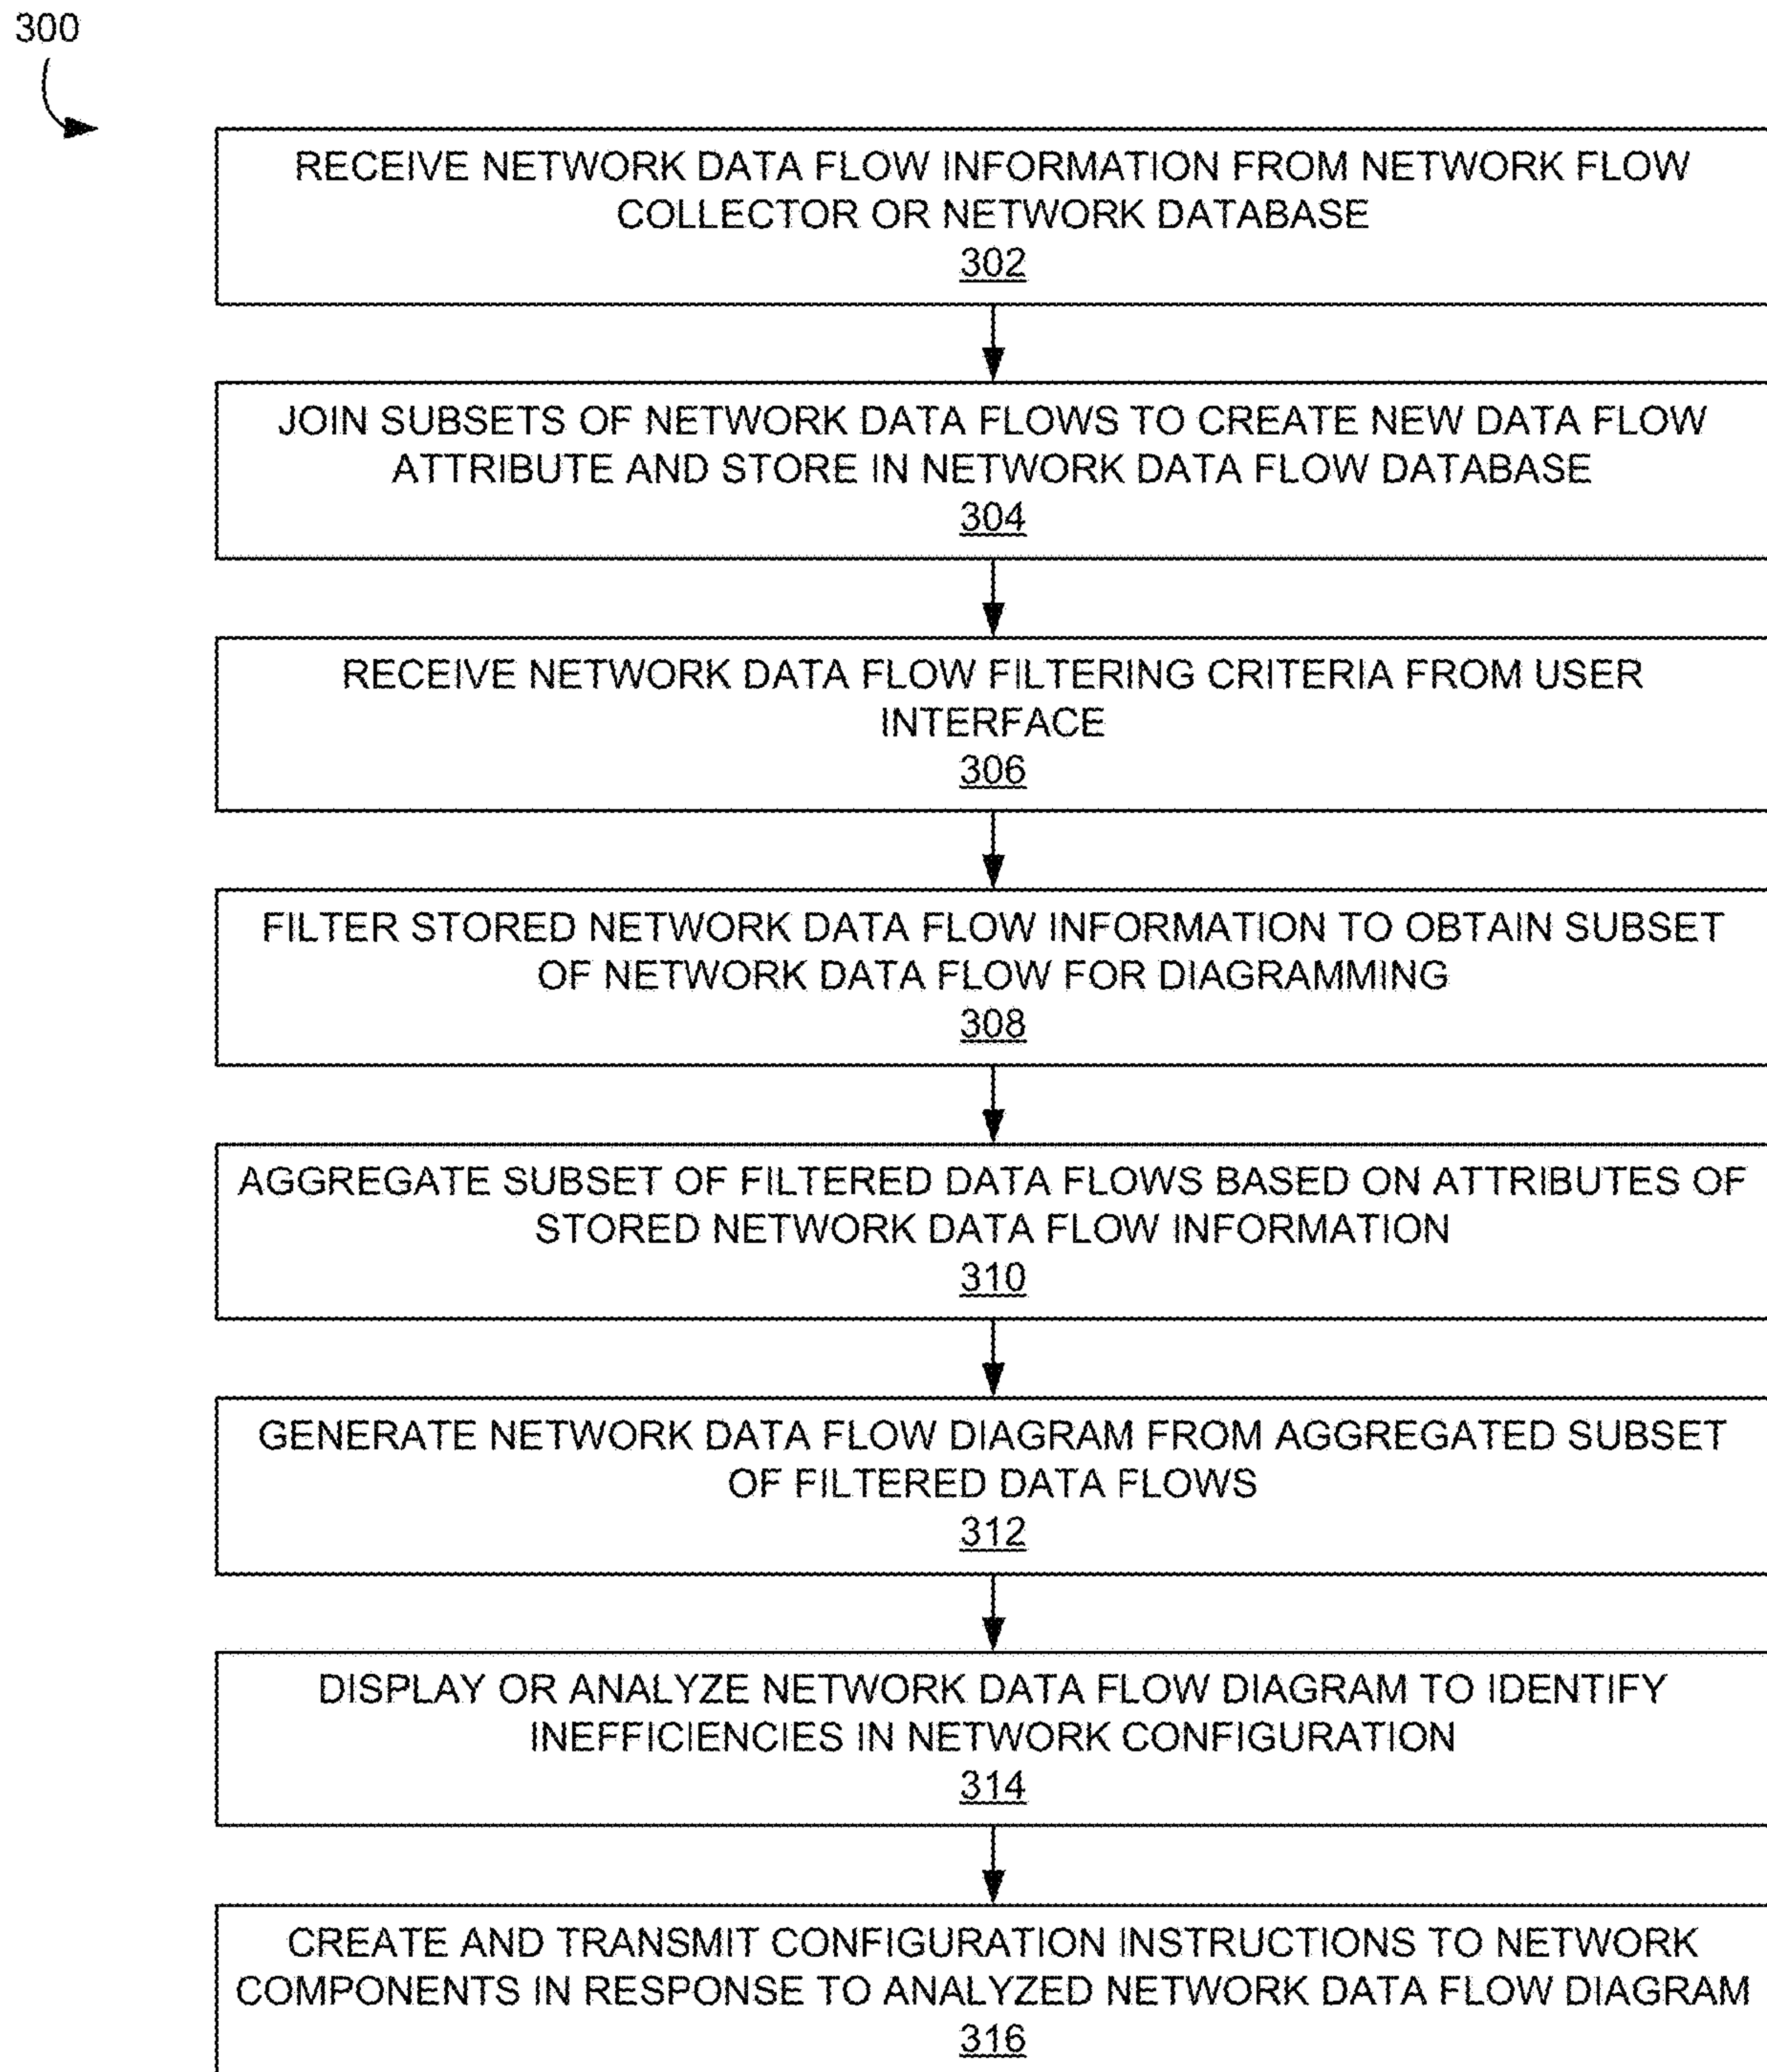 300
RECEIVE NETWORK DATA FLOW INFORMATION FROM NETWORK FLOW
COLLECTOR OR NETWORK DATABASE
302
JOIN SUBSETS OF NETWORK DATA FLOWS TO CREATE NEW DATA FLOW
ATTRIBUTE AND STORE IN NETWORK DATA FLOW DATABASE
304
RECEIVE NETWORK DATA FLOW FILTERING CRITERIA FROM USER
INTERFACE
306
FILTER STORED NETWORK DATA FLOW INFORMATION TO OBTAIN SUBSET
OF NETWORK DATA FLOW FOR DIAGRAMMING
308
AGGREGATE SUBSET OF FILTERED DATA FLOWS BASED ON ATTRIBUTES OF
STORED NETWORK DATA FLOW INFORMATION
310
GENERATE NETWORK DATA FLOW DIAGRAM FROM AGGREGATED SUBSET
OF FILTERED DATA FLOWS
312
DISPLAY OR ANALYZE NETWORK DATA FLOW DIAGRAM TO IDENTIFY
INEFFICIENCIES IN NETWORK CONFIGURATION
314
CREATE AND TRANSMIT CONFIGURATION INSTRUCTIONS TO NETWORK
COMPONENTS IN RESPONSE TO ANALYZED NETWORK DATA FLOW DIAGRAM
316